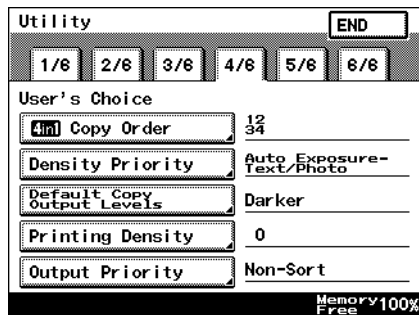 Utility
END
1/6 2/6 3/6 4/6 5/6 6/6
User's Choice
4in1 Copy Order
12
34
Density Priority
Auto Exposure-
Text/Photo
Default Copy
Output Levels
Darker
Printing Density
0
Output Priority
Non-Sort
Memory
Free 100%